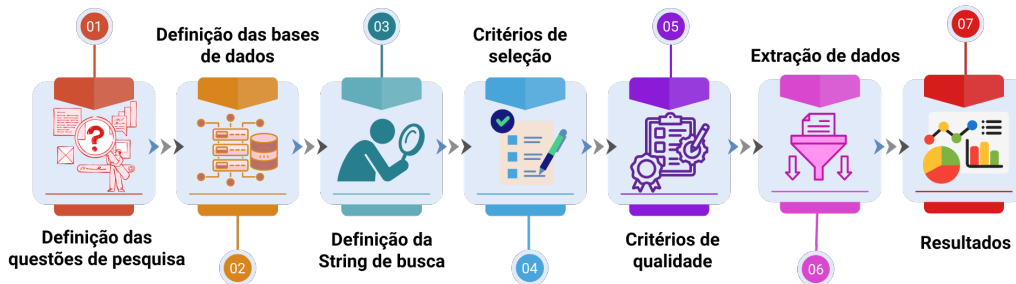 01
Definição das
questões de pesquisa
Definição das bases
de dados
02
03
Definição da
String de busca
Critérios de
seleção
04
05
Critérios de
qualidade
Extração de dados
06
07
Resultados